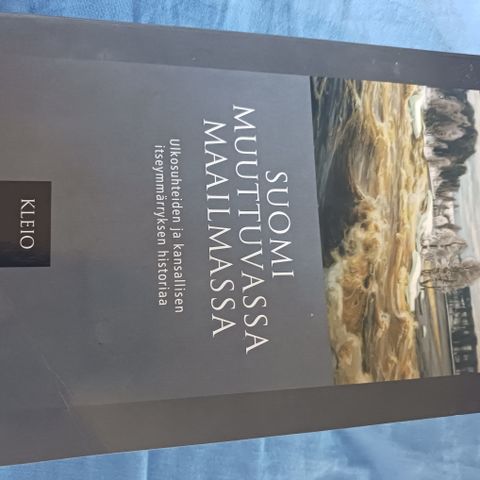 SUOMI
MUUTTUVASSA
MAAILMASSA
Ulkosuhteiden ja kansallisen
itseymmärryksen historiaa
KLEIO